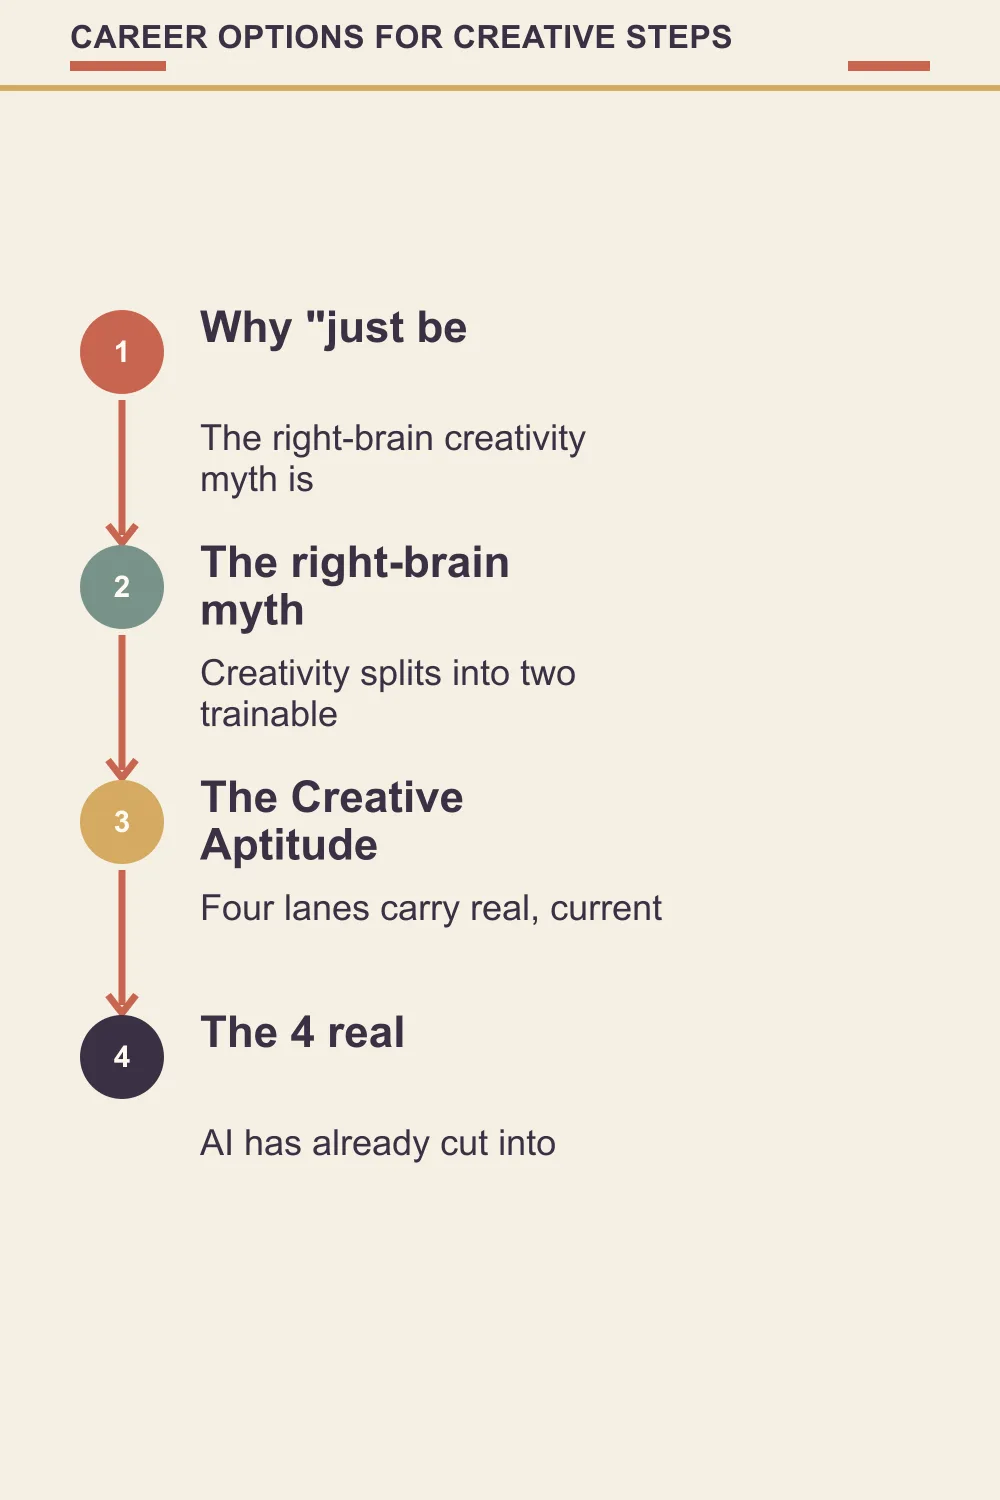 CAREER OPTIONS FOR CREATIVE STEPS
1
Why "just be
The right-brain creativity
myth is
2
The right-brain
myth
Creativity splits into two
trainable
3
The Creative
Aptitude
Four lanes carry real, current
4
The 4 real
AI has already cut into